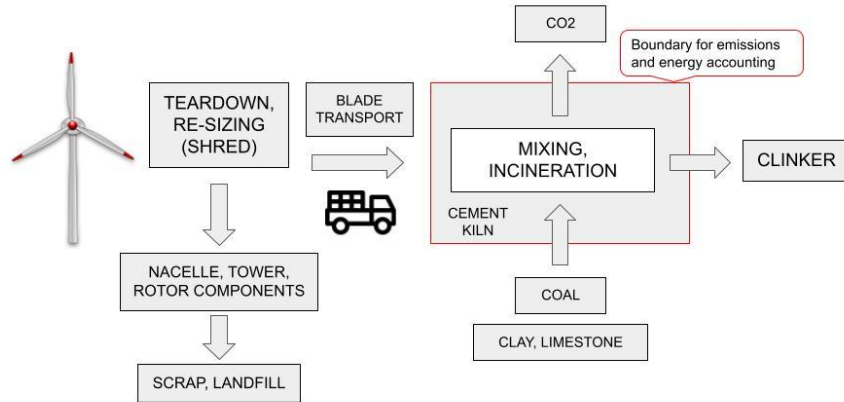 CO2
Boundary for emissions
and energy accounting
TEARDOWN,
RE-SIZING
(SHRED)
BLADE
TRANSPORT
MIXING,
INCINERATION
CLINKER
CEMENT
KILN
NACELLE, TOWER,
ROTOR COMPONENTS
COAL
CLAY, LIMESTONE
SCRAP, LANDFILL